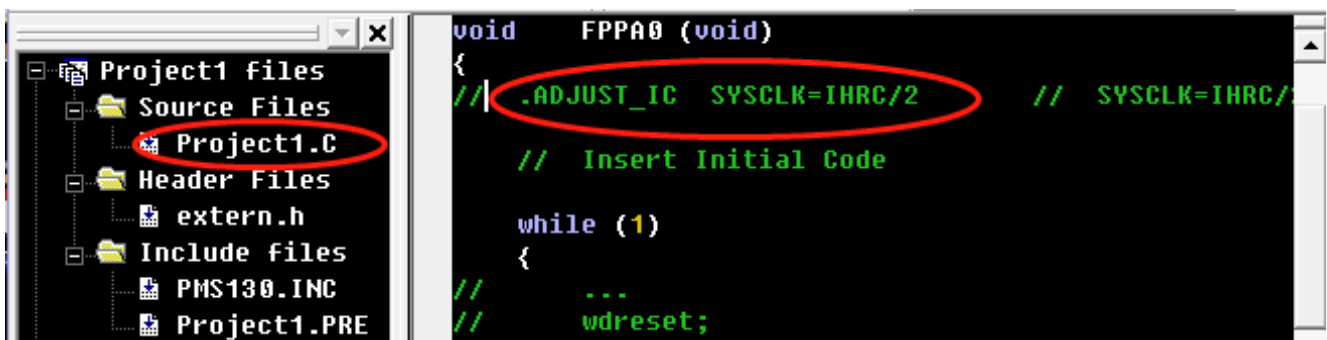 Project1 files
Source Files
Project1.C
Header Files
extern.h
Include files
PMS130.INC
Project1.PRE
void FPPA0 (void)
{
// .ADJUST_IC SYSCLK=IHRC/2 // SYSCLK=IHRC/
// Insert Initial Code
while (1)
{
// ...
// wdreset;